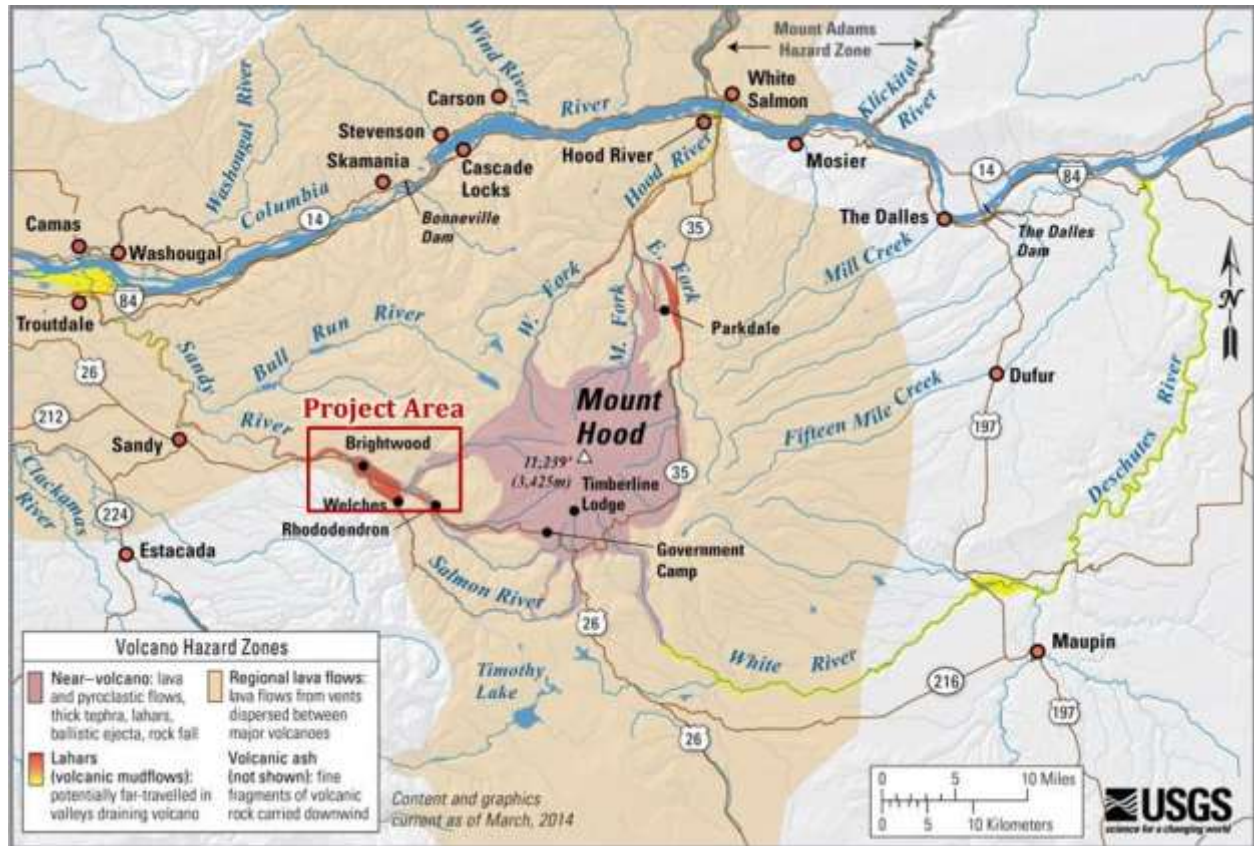 Mount Adams
Hazard Zone
Wind River
Washougal River
Klickitat River
Carson
White
Salmon
River
Stevenson
Hood River
Mosier
Skamania
Cascade
Locks
Hood River
14
84
Columbia
14
Bonneville
Dam
35
The Dalles
The Dalles
Dam
Camas
Washougal
Mill Creek
E. Fork
W. Fork
M. Fork
84
Troutdale
Parkdale
N
Sandy
Bull Run River
26
Dufur
Deschutes River
Project Area
Mount
Hood
Fifteen Mile Creek
197
212
River
Sandy
Brightwood
11,239'
(3,425m)
35
Timberline
Lodge
Clackamas River
Welches
224
Rhododendron
Government
Camp
Estacada
Salmon River
26
Maupin
White River
Timothy
Lake
216
197
26
Volcano Hazard Zones
Near–volcano: lava
and pyroclastic flows,
thick tephra, lahars,
ballistic ejecta, rock fall
Lahars
(volcanic mudflows):
potentially far-travelled in
valleys draining volcano
Regional lava flows:
lava flows from vents
dispersed between
major volcanoes
Volcanic ash
(not shown): fine
fragments of volcanic
rock carried downwind
Content and graphics
current as of March, 2014
0 5 10 Miles
0 5 10 Kilometers
USGS
science for a changing world